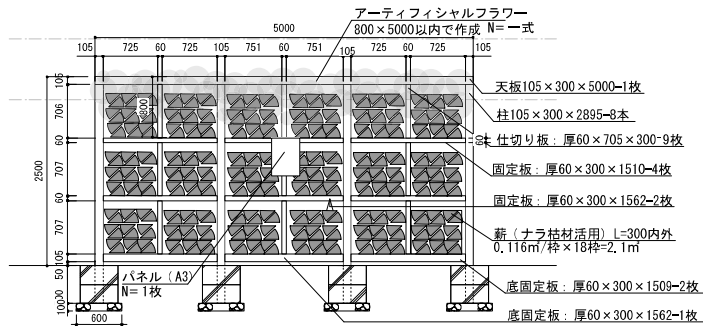 アーティフィシャルフラワー
800×5000以内で作成 N=一式
5000
105 725 60 725 105 751 60 751 105 725 60 725 105
天板105×300×5000-1枚
柱105×300×2895-8本
仕切り板：厚60×705×300-9枚
固定板：厚60×300×1510-4枚
固定板：厚60×300×1562-2枚
薪（ナラ枯材活用）L=300内外
0.116㎥/枠×18枠=2.1㎥
底固定板：厚60×300×1509-2枚
底固定板：厚60×300×1562-1枚
2500
105
706
60
707
60
707
105
50
100
800
60
パネル（A3）
N=1枚
600